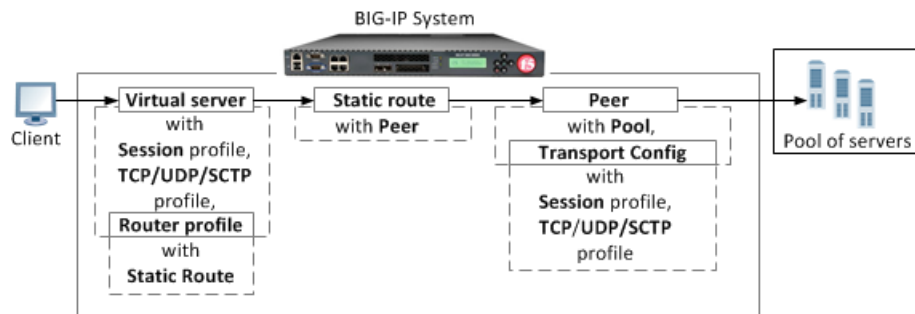 BIG-IP System
f5
Client
Virtual server
with
Session profile,
TCP/UDP/SCTP
profile,
Router profile
with
Static Route
Static route
with Peer
Peer
with Pool,
Transport Config
with
Session profile,
TCP/UDP/SCTP
profile
Pool of servers